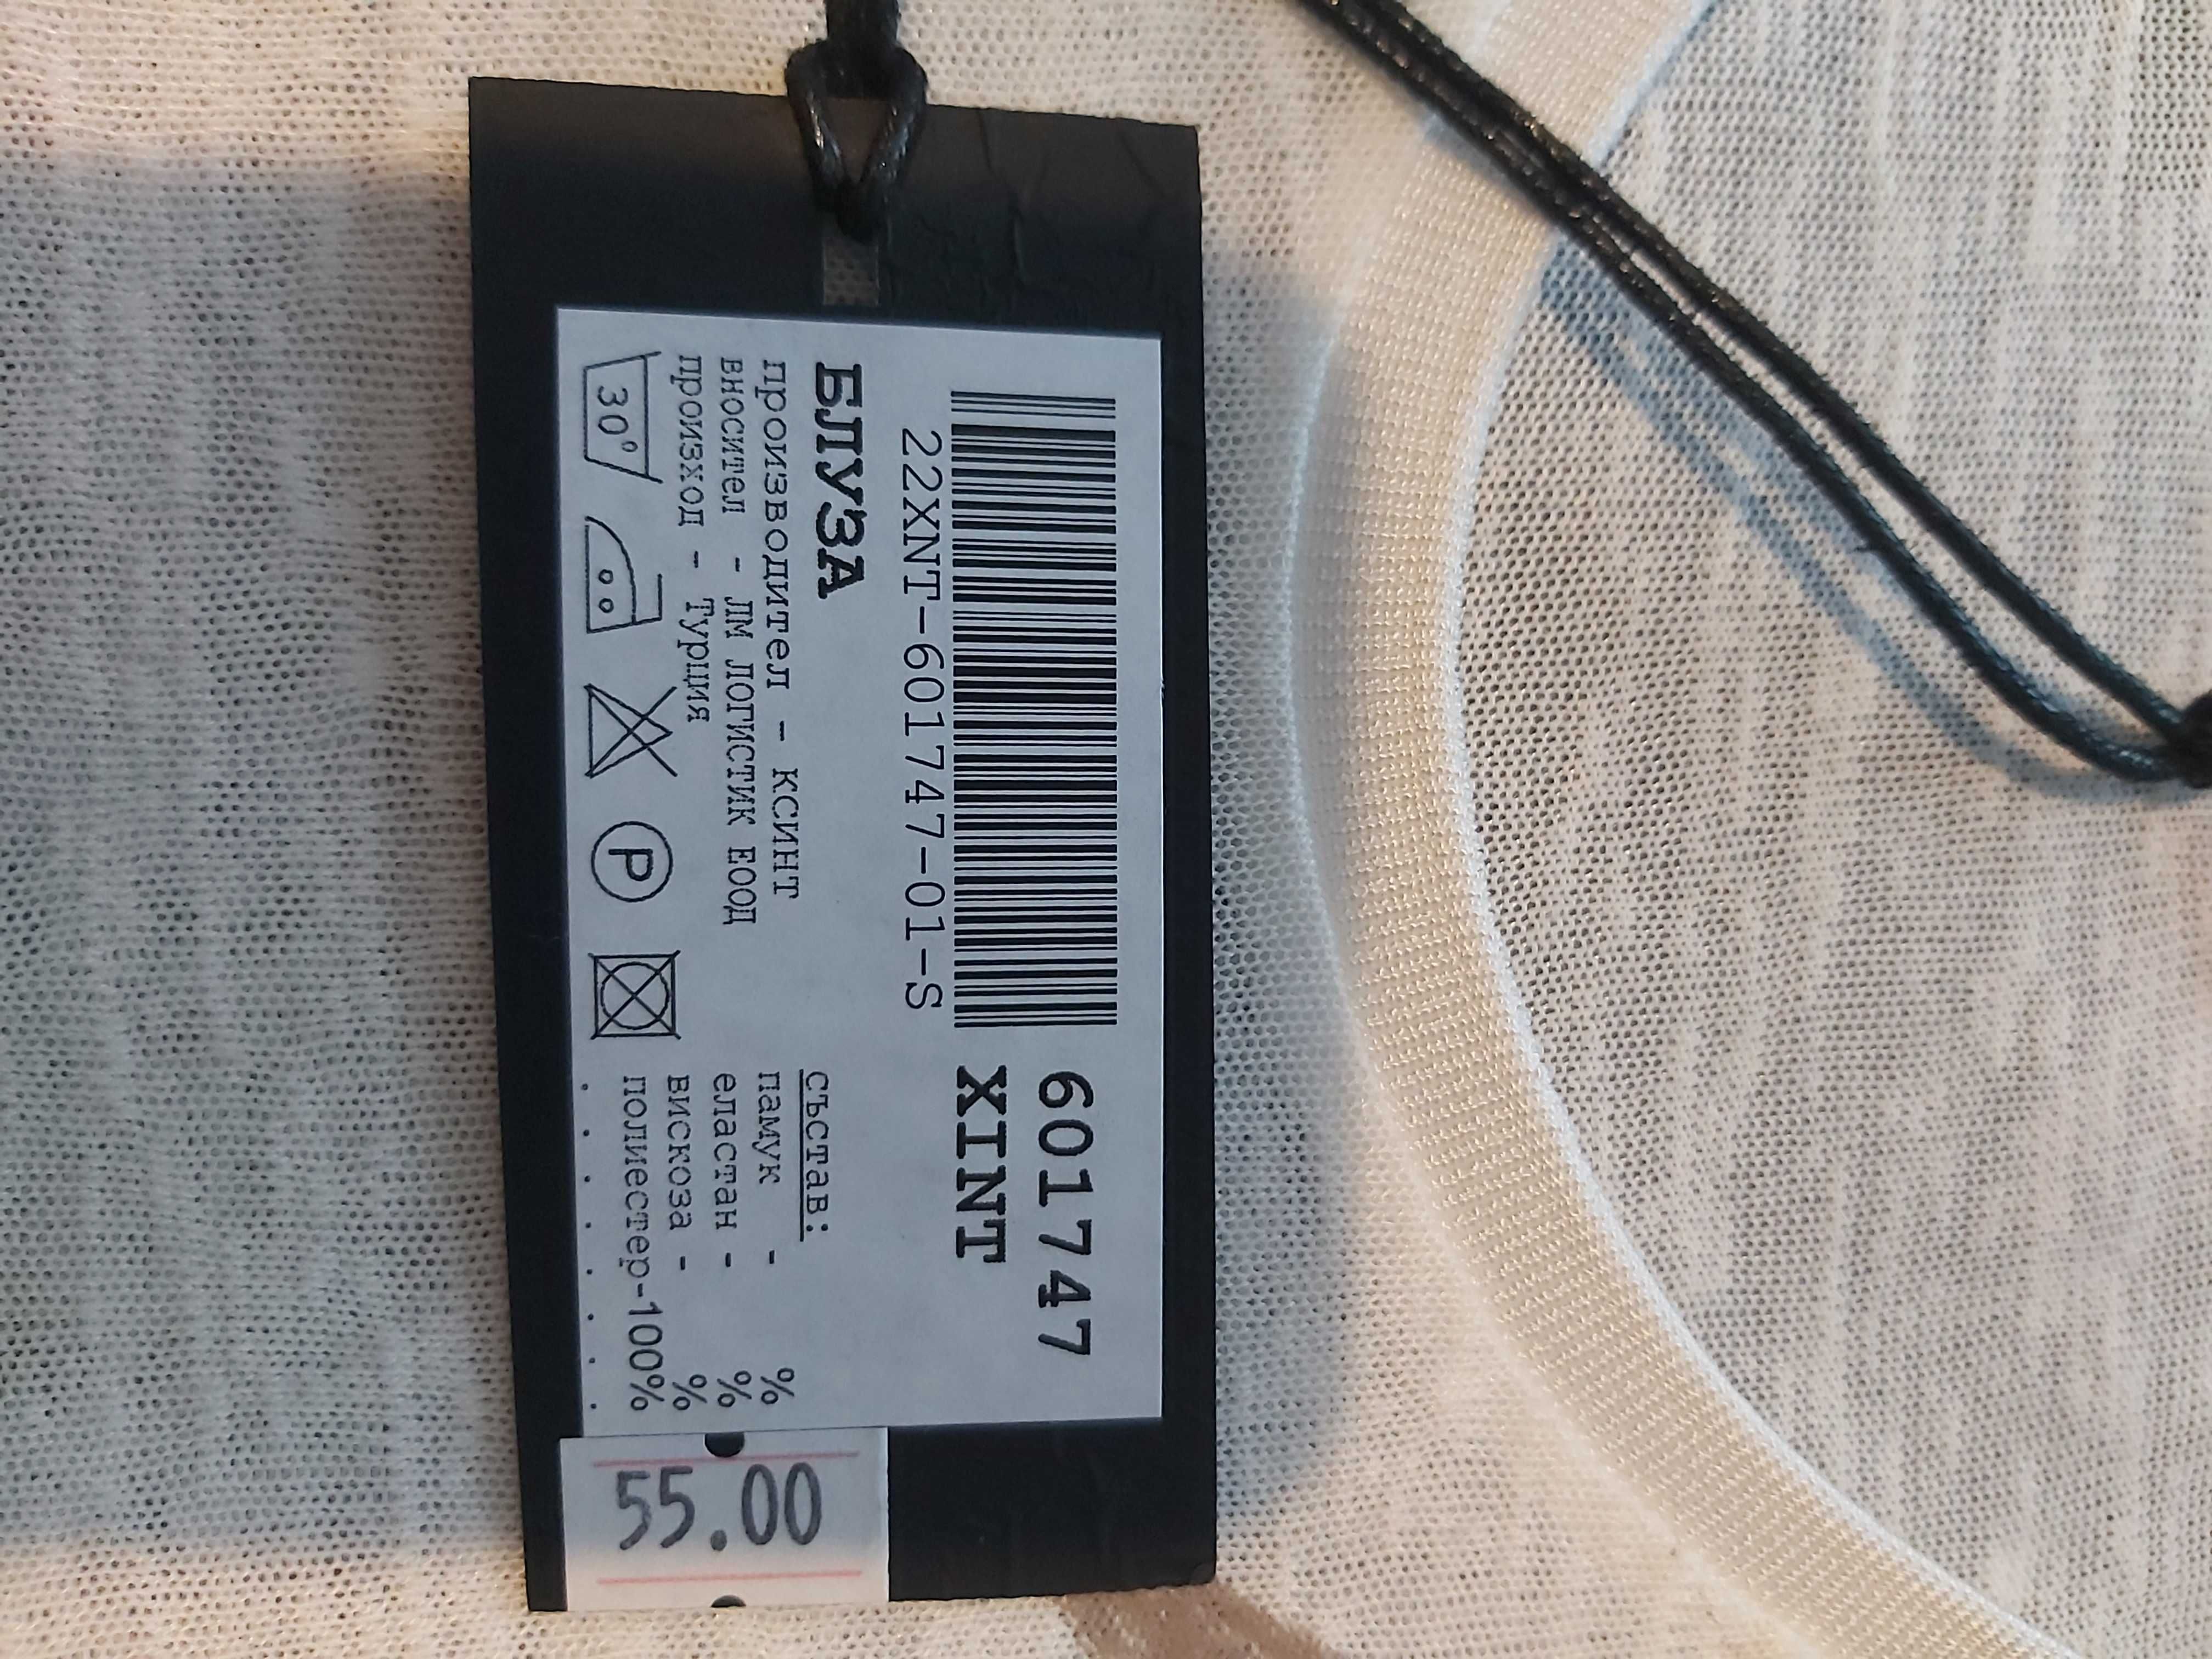 601747
XINT
22XNT-601747-01-S
БЛУЗА
производител - КСИНТ
вносител - ЛМ ЛОГИСТИК ЕООД
произход - Турция
30°
P
състав:
памук - %
еластан - %
вискоза - %
полиестер-100%
55.00